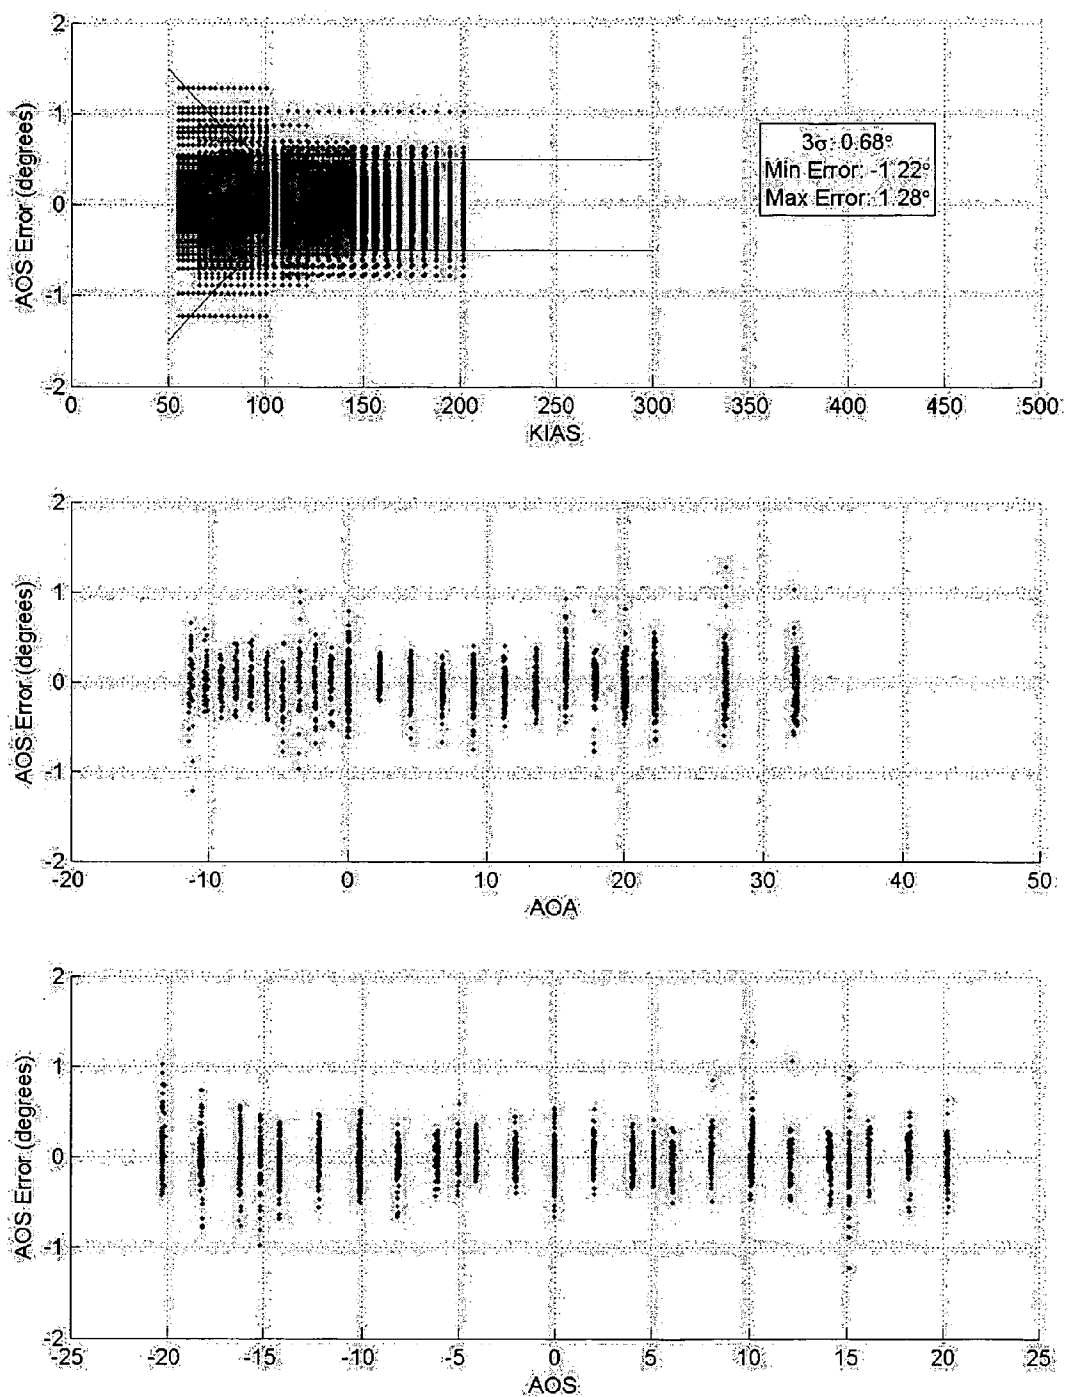 2
1
0
-1
-2
AOS Error (degrees)
3σ: 0.68°
Min Error: -1.22°
Max Error: 1.28°
0 50 100 150 200 250 300 350 400 450 500
KIAS
2
1
0
-1
-2
AOS Error (degrees)
-20 -10 0 10 20 30 40 50
AOA
2
1
0
-1
-2
AOS Error (degrees)
-25 -20 -15 -10 -5 0 5 10 15 20 25
AOS